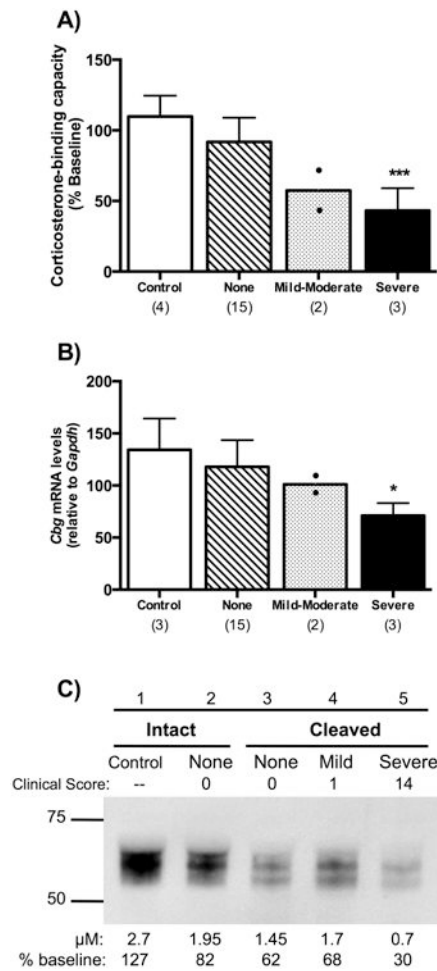 A)
Corticosterone-binding capacity
(% Baseline)
150
100
50
0
Control None Mild-Moderate Severe
(4) (15) (2) (3)
***
B)
Cbg mRNA levels
(relative to Gapdh)
200
150
100
50
0
Control None Mild-Moderate Severe
(3) (15) (2) (3)
*
C)
1 2 3 4 5
Intact Cleaved
Control None None Mild Severe
Clinical Score: -- 0 0 1 14
75
50
µM: 2.7 1.95 1.45 1.7 0.7
% baseline: 127 82 62 68 30